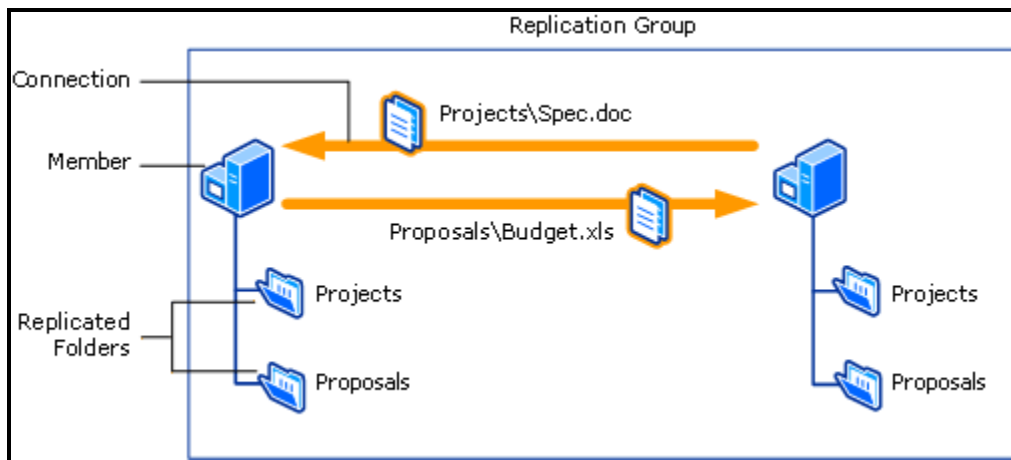 Replication Group
Connection
Projects\Spec.doc
Member
Proposals\Budget.xls
Projects
Projects
Replicated
Folders
Proposals
Proposals